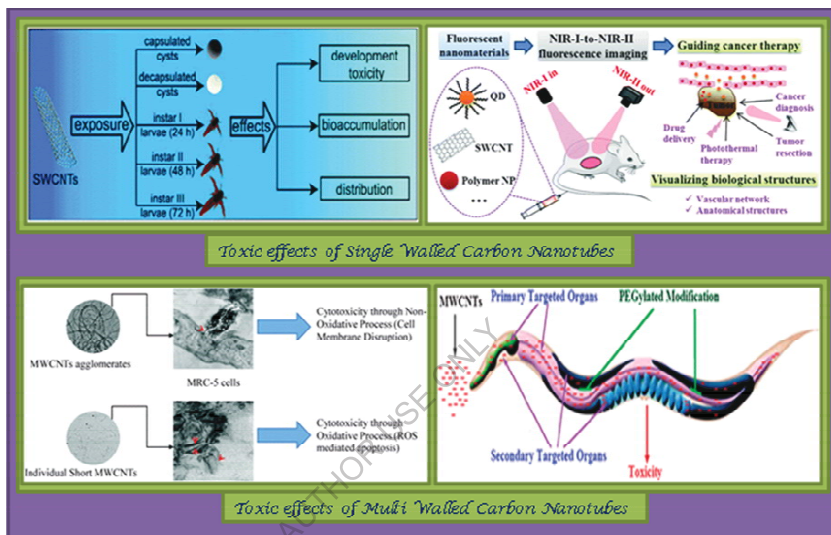 capsulated
cysts
decapsulated
cysts
instar I
larvae (24 h)
instar II
larvae (48 h)
instar III
larvae (72 h)
SWCNTs
exposure
effects
development
toxicity
bioaccumulation
distribution
Fluorescent
nanomaterials
NIR-I-to-NIR-II
fluorescence imaging
Guiding cancer therapy
QD
SWCNT
Polymer NP
...
NIR-I in
NIR-II out
Tumor
Cancer
diagnosis
Drug
delivery
Photothermal
therapy
Tumor
resection
Visualizing biological structures
✓ Vascular network
✓ Anatomical structures
Toxic effects of Single Walled Carbon Nanotubes
MWCNTs agglomerates
MRC-5 cells
Cytotoxicity through Non-
Oxidative Process (Cell
Membrane Disruption)
Individual Short MWCNTs
Cytotoxicity through
Oxidative Process (ROS
mediated apoptosis)
MWCNTs
Primary Targeted Organs
PEGylated Modification
Secondary Targeted Organs
Toxicity
Toxic effects of Multi Walled Carbon Nanotubes
AUTHOR USE ONLY